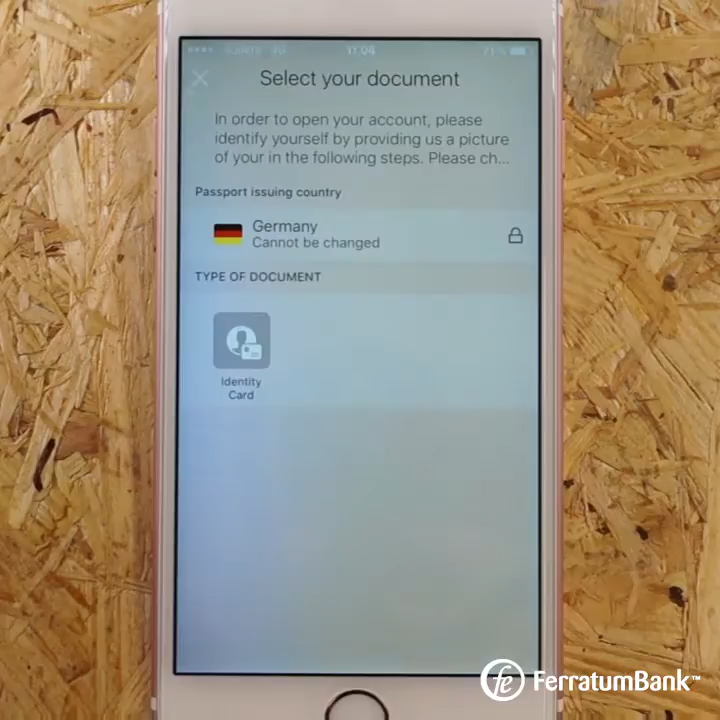 11:04
71%
Select your document
In order to open your account, please
identify yourself by providing us a picture
of your in the following steps. Please ch...
Passport issuing country
Germany
Cannot be changed
TYPE OF DOCUMENT
Identity
Card
fe FerratumBank™